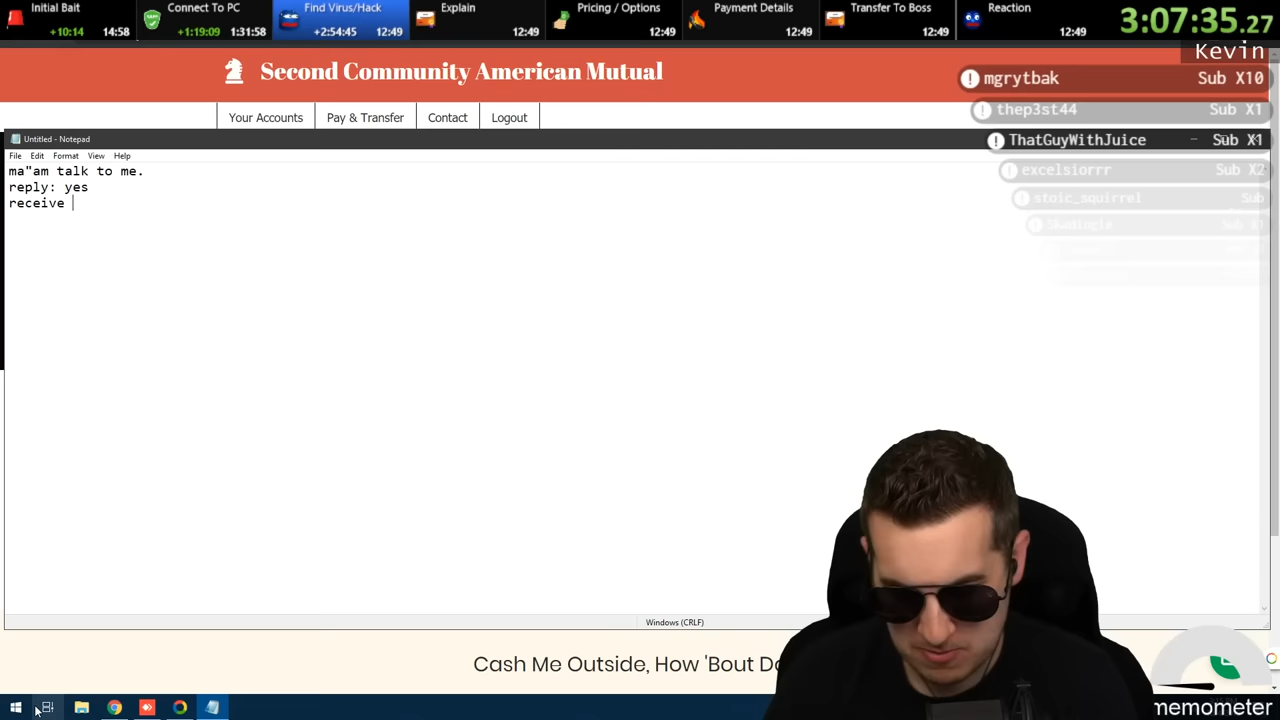 Initial Bait
+10:14 14:58
Connect To PC
+1:19:09 1:31:58
Find Virus/Hack
+2:54:45 12:49
Explain
12:49
Pricing / Options
12:49
Payment Details
12:49
Transfer To Boss
12:49
Reaction
12:49
3:07:35.27
Kevin
Second Community American Mutual
mgrytbak Sub X10
thep3st44 Sub X1
ThatGuyWithJuice Sub X1
excelsiorrr Sub X2
stoic_squirrel Sub
Your Accounts
Pay & Transfer
Contact
Logout
Untitled - Notepad
File Edit Format View Help
ma"am talk to me.
reply: yes
receive
Windows (CRLF)
Cash Me Outside, How 'Bout
memometer